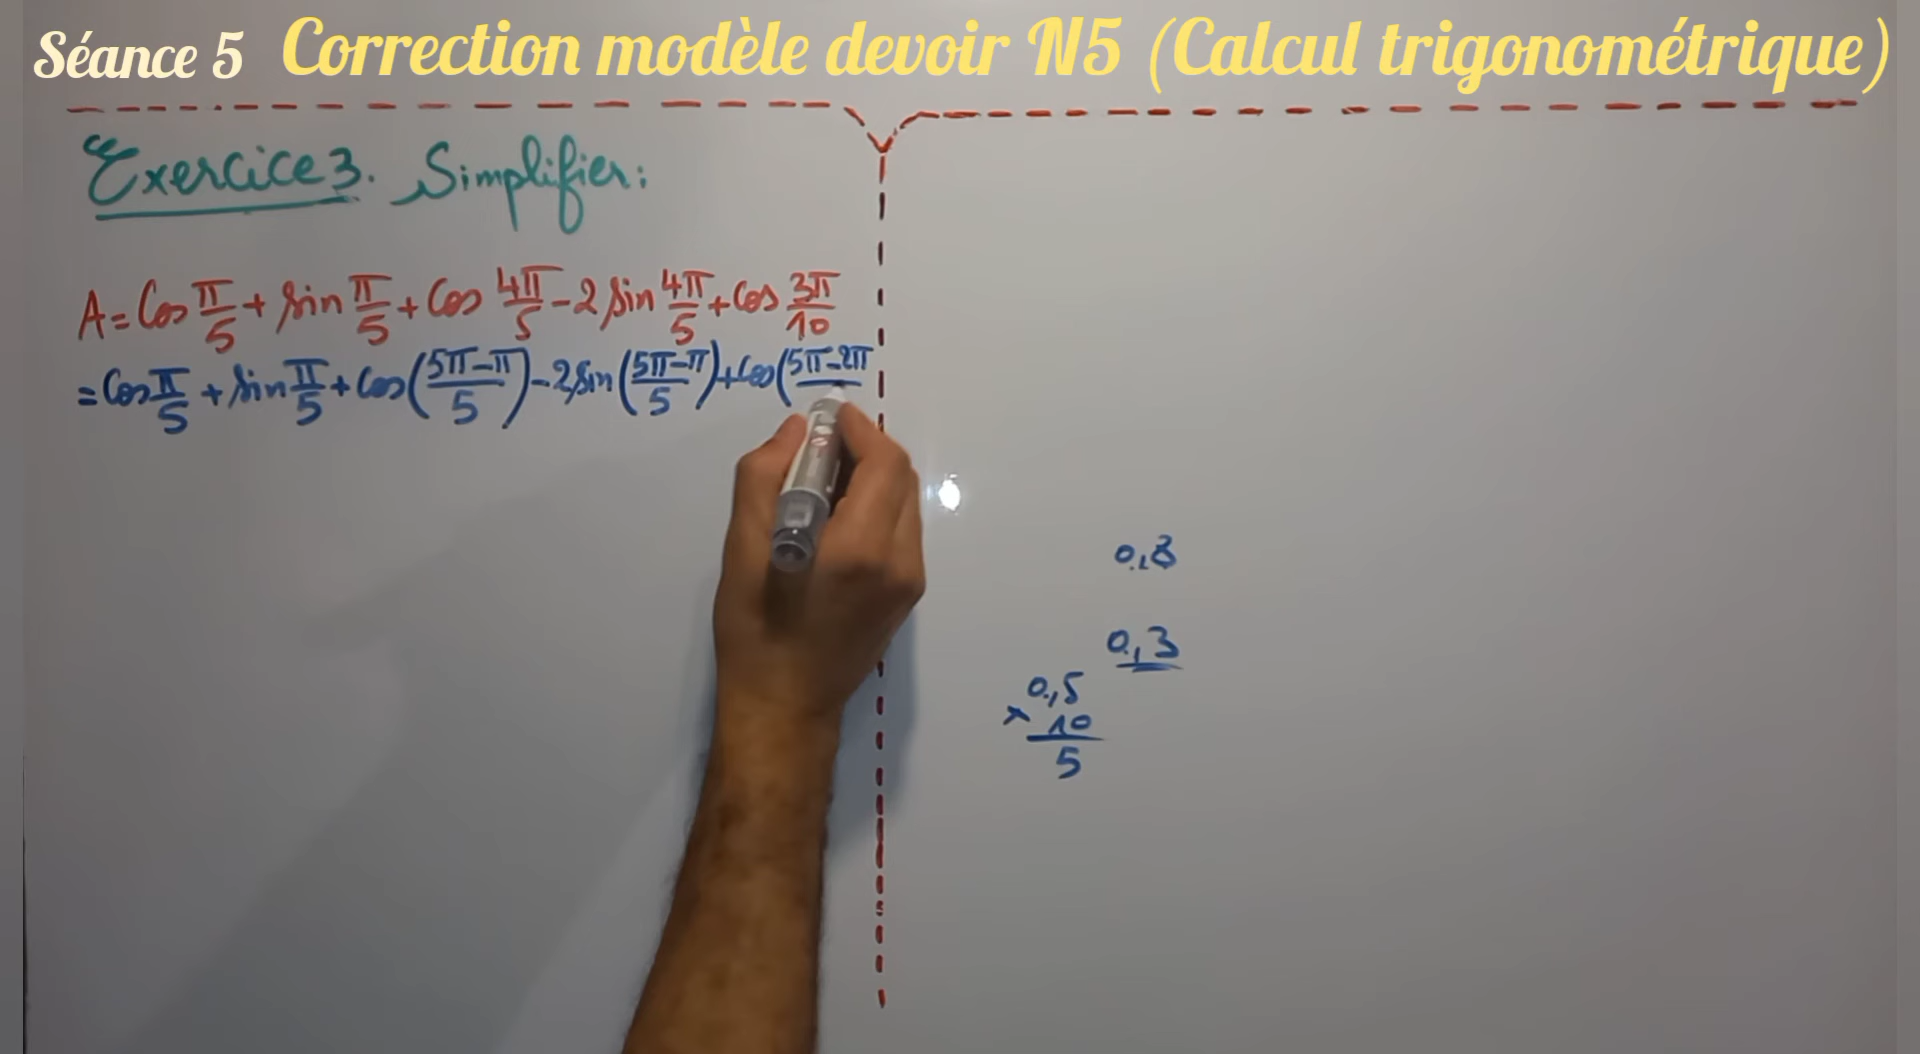 Séance 5 Correction modèle devoir N5 (Calcul trigonométrique)
Exercice 3. Simplifier:
A = Cos π/5 + sin π/5 + cos 4π/5 - 2 sin 4π/5 + cos 3π/10
= Cos π/5 + sin π/5 + cos (5π-π / 5) - 2 sin (5π-π / 5) + cos (5π-2π
0,8
0,3
0,5
× 10
5